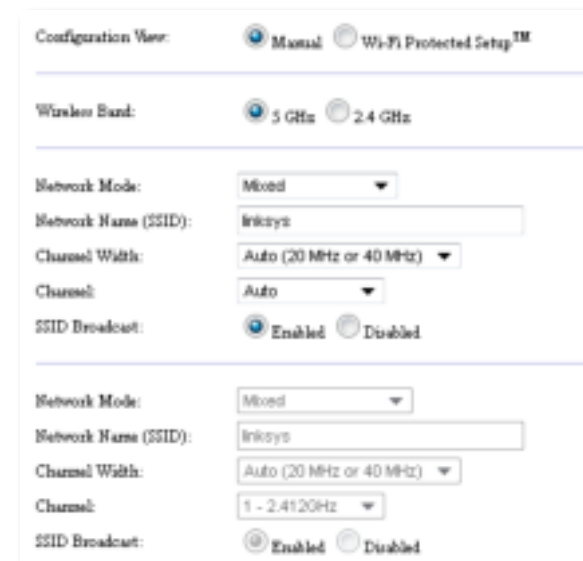 Configuration View: Manual Wi-Fi Protected Setup™
Wireless Band: 5 GHz 2.4 GHz
Network Mode: Mixed
Network Name (SSID): linksys
Channel Width: Auto (20 MHz or 40 MHz)
Channel: Auto
SSID Broadcast: Enabled Disabled
Network Mode: Mixed
Network Name (SSID): linksys
Channel Width: Auto (20 MHz or 40 MHz)
Channel: 1 - 2.412GHz
SSID Broadcast: Enabled Disabled